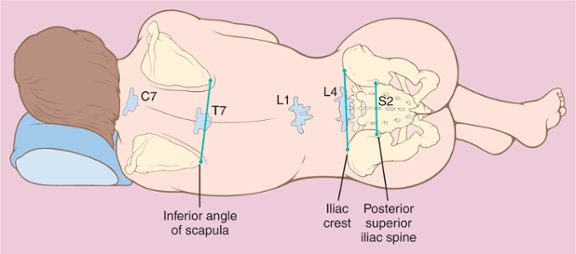 C7
T7
L1
L4
S2
Inferior angle
of scapula
Iliac
crest
Posterior
superior
iliac spine